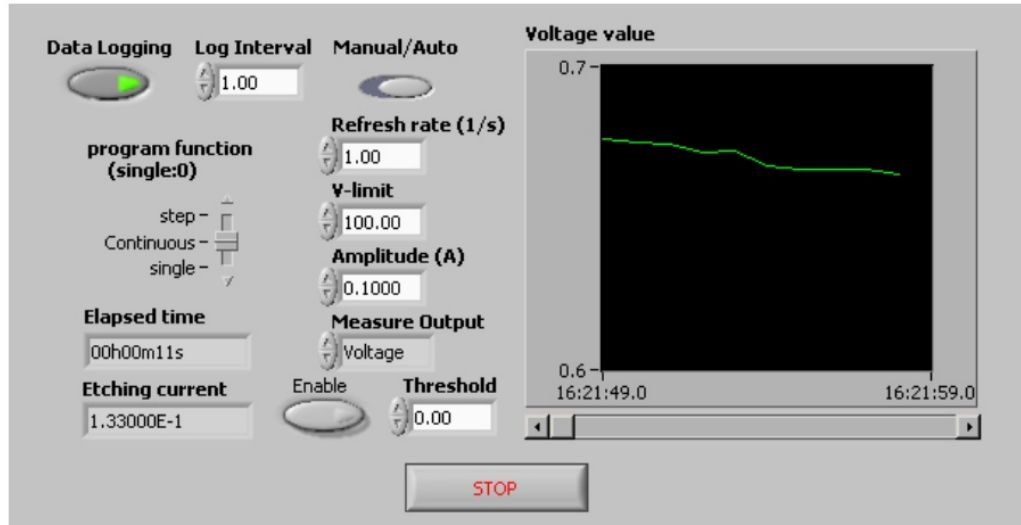 Data Logging
Log Interval
1.00
Manual/Auto
Refresh rate (1/s)
1.00
program function
(single:0)
step
Continuous
single
V-limit
100.00
Amplitude (A)
0.1000
Elapsed time
00h00m11s
Measure Output
Voltage
Etching current
1.33000E-1
Enable
Threshold
0.00
Voltage value
0.7
0.6
16:21:49.0
16:21:59.0
STOP